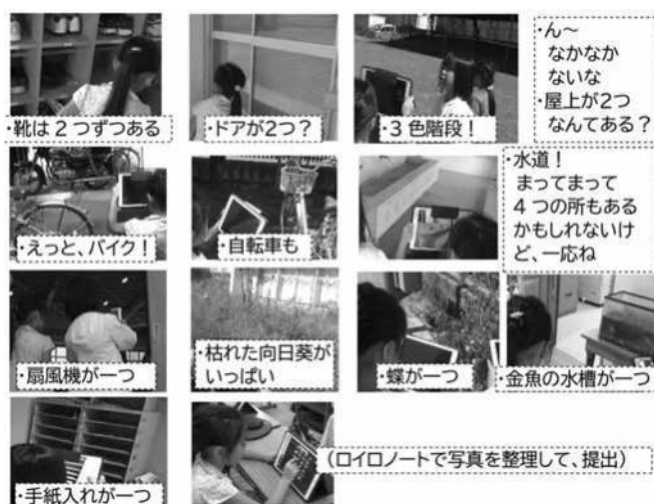 ・靴は2つずつある
・ドアが2つ？
・3色階段！
・ん～
なかなか
ないな
・屋上が2つ
なんてある？
・えっと、バイク！
・自転車も
・水道！
まってまって
4つの所もある
かもしれないけ
ど、一応ね
・扇風機が一つ
・枯れた向日葵が
いっぱい
・蝶が一つ
・金魚の水槽が一つ
・手紙入れが一つ
（ロイロノートで写真を整理して、提出）